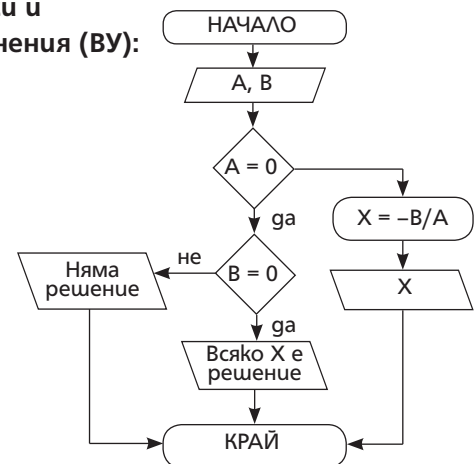 и
нения (ВУ):
НАЧАЛО
A, B
A = 0
да
X = –B/A
не
B = 0
Няма
решение
X
да
Всяко X е
решение
КРАЙ